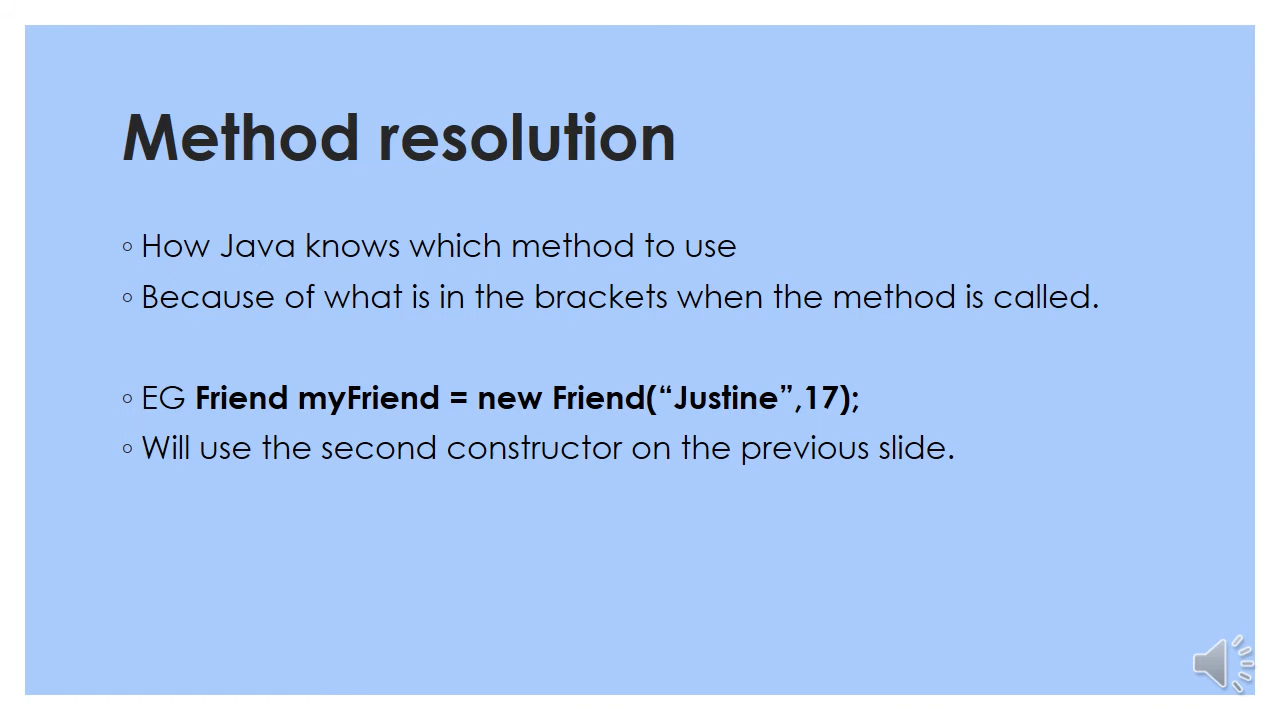 Method resolution
◦ How Java knows which method to use
◦ Because of what is in the brackets when the method is called.
◦ EG Friend myFriend = new Friend(“Justine”,17);
◦ Will use the second constructor on the previous slide.